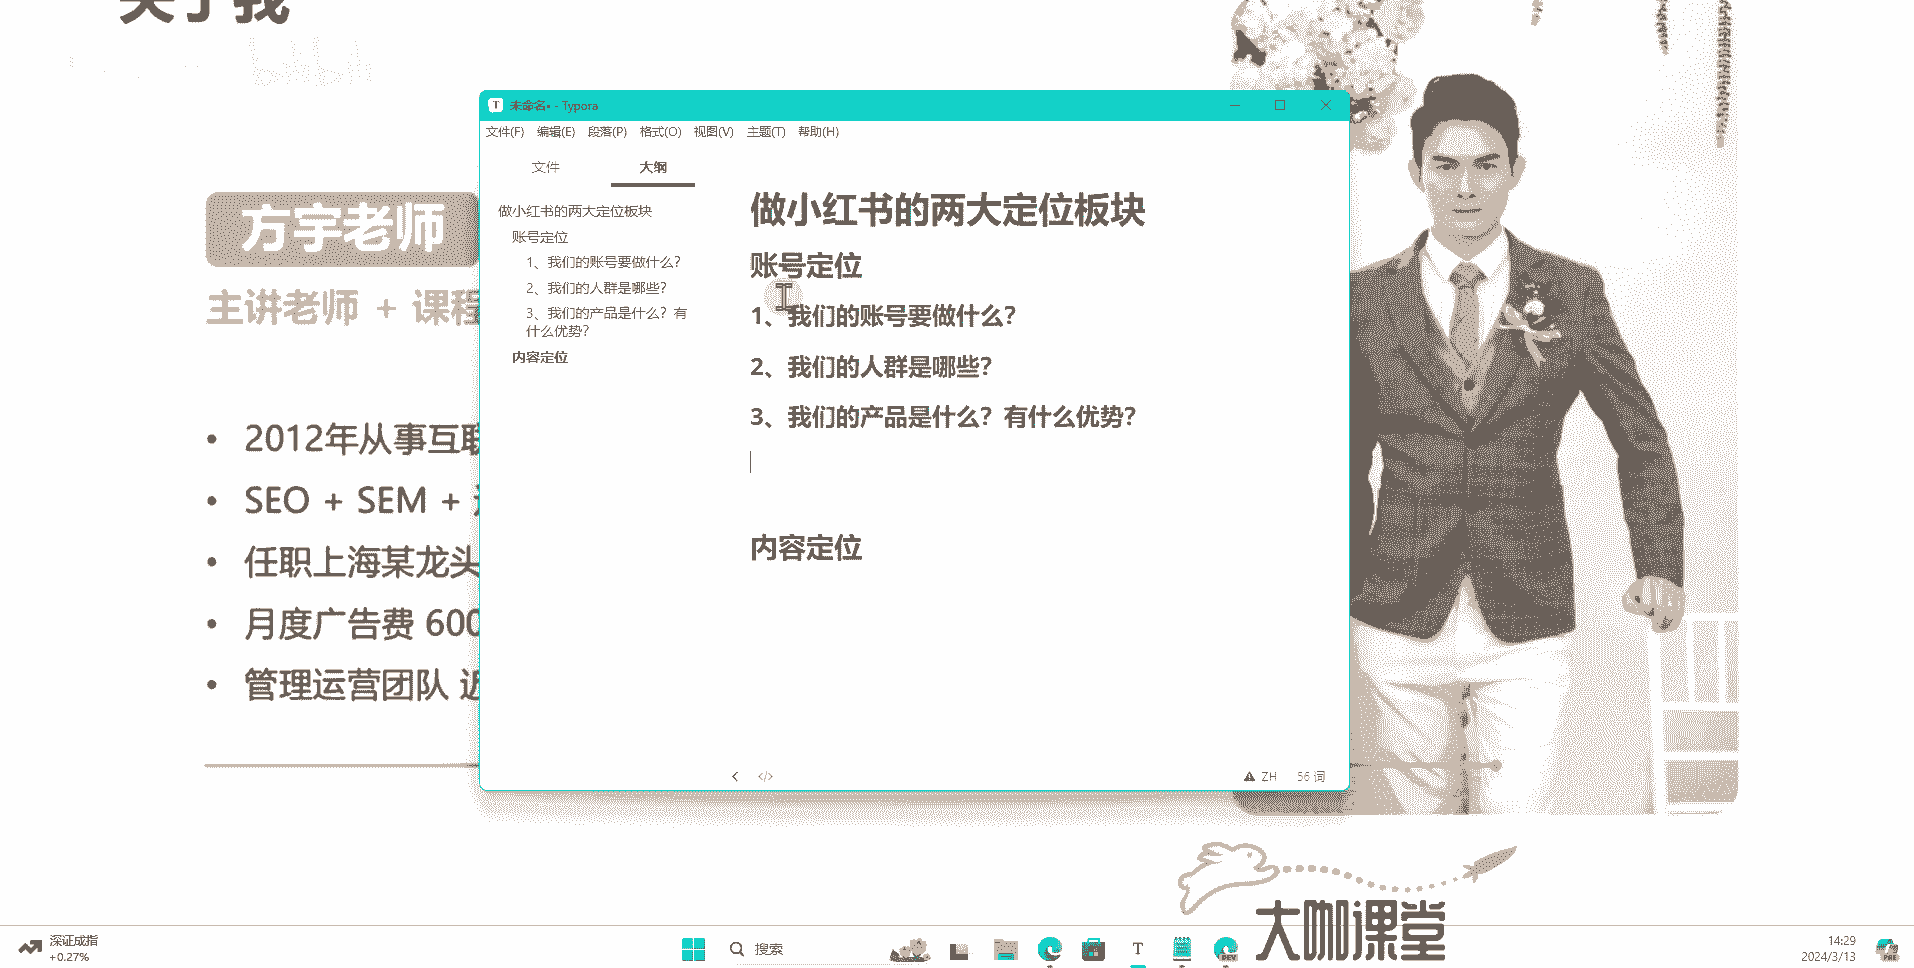 关于我
bilibili
未命名• - Typora
文件(F) 编辑(E) 段落(P) 格式(O) 视图(V) 主题(T) 帮助(H)
文件 大纲
做小红书的两大定位板块
账号定位
1、我们的账号要做什么？
2、我们的人群是哪些？
3、我们的产品是什么？有
什么优势？
内容定位
做小红书的两大定位板块
账号定位
1、我们的账号要做什么？
2、我们的人群是哪些？
3、我们的产品是什么？有什么优势？
内容定位
ZH 56 词
方宇老师
主讲老师 + 课程
• 2012年从事互联
• SEO + SEM +
• 任职上海某龙头
• 月度广告费 600
• 管理运营团队 近
大咖课堂
深证成指
+0.27%
搜索
DEV
14:29
2024/3/13
PRE